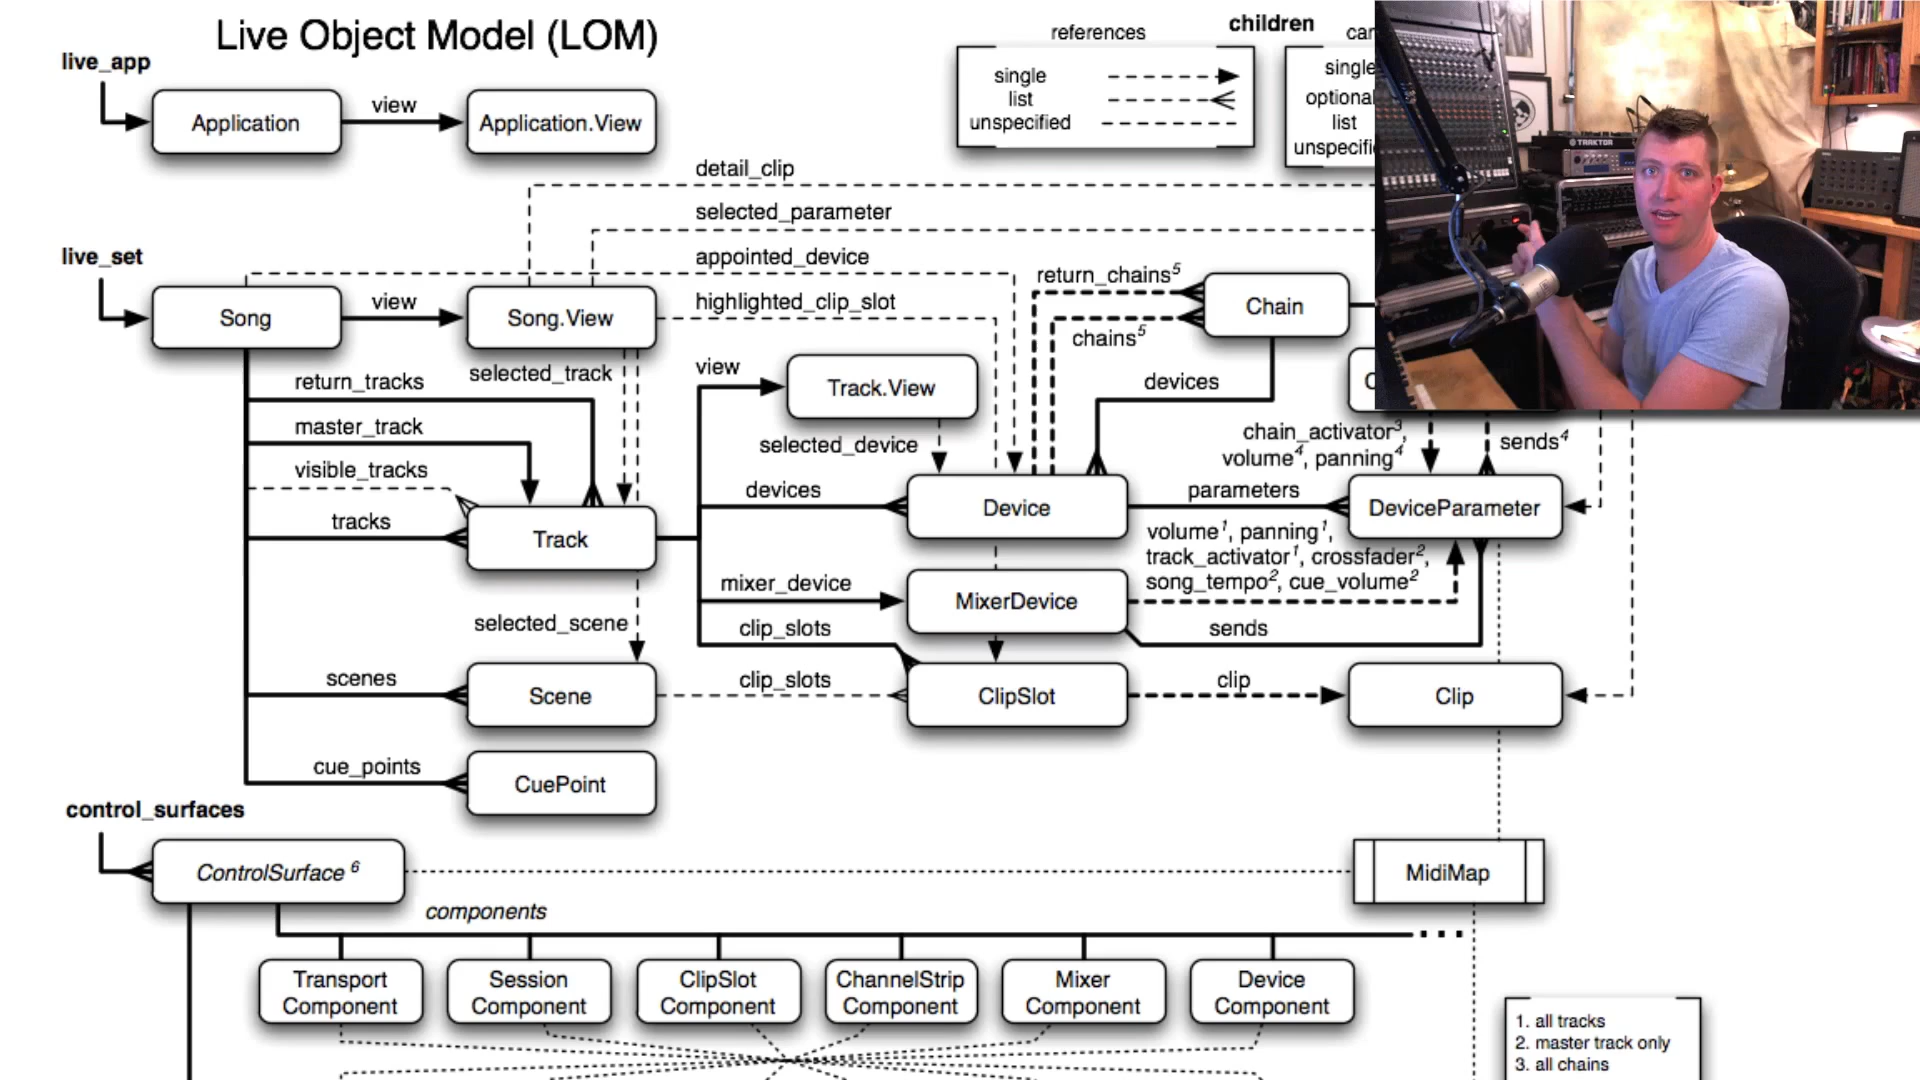 Live Object Model (LOM)
references
children
single
list
unspecified
single
optional
list
live_app
Application
view
Application.View
TRAKTOR
detail_clip
selected_parameter
appointed_device
highlighted_clip_slot
live_set
Song
view
Song.View
return_chains5
chains5
Chain
selected_track
view
Track.View
devices
return_tracks
master_track
visible_tracks
tracks
Track
selected_device
chain_activator3,
volume4, panning4
sends4
devices
Device
parameters
DeviceParameter
volume1, panning1,
track_activator1, crossfader2,
song_tempo2, cue_volume2
mixer_device
MixerDevice
clip_slots
sends
selected_scene
scenes
Scene
clip_slots
ClipSlot
clip
Clip
cue_points
CuePoint
control_surfaces
ControlSurface 6
MidiMap
components
Transport
Component
Session
Component
ClipSlot
Component
ChannelStrip
Component
Mixer
Component
Device
Component
1. all tracks
2. master track only
3. all chains